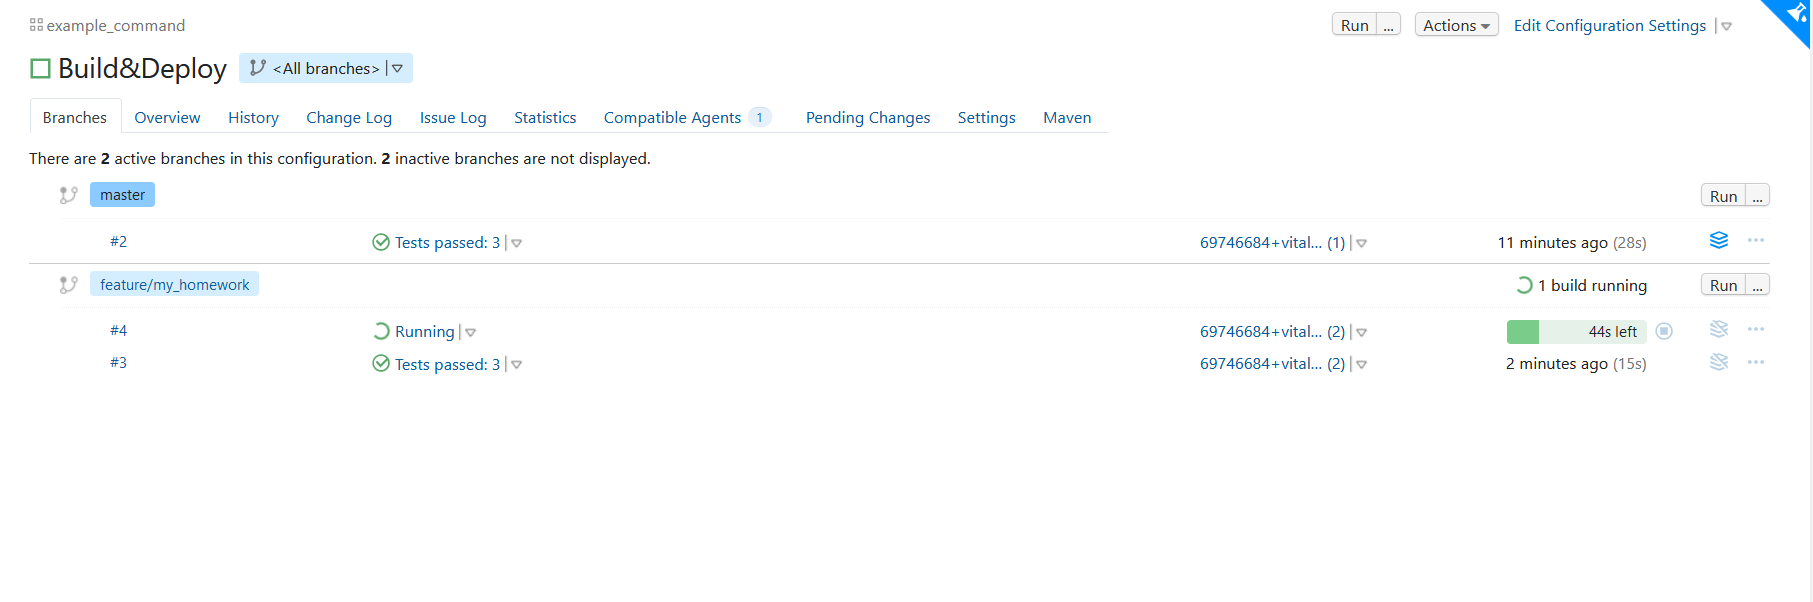 example_command Run ... Actions Edit Configuration Settings
Build&Deploy <All branches>
Branches Overview History Change Log Issue Log Statistics Compatible Agents 1 Pending Changes Settings Maven
There are 2 active branches in this configuration. 2 inactive branches are not displayed.
master Run ...
#2 Tests passed: 3 69746684+vital... (1) 11 minutes ago (28s)
feature/my_homework 1 build running Run ...
#4 Running 69746684+vital... (2) 44s left
#3 Tests passed: 3 69746684+vital... (2) 2 minutes ago (15s)